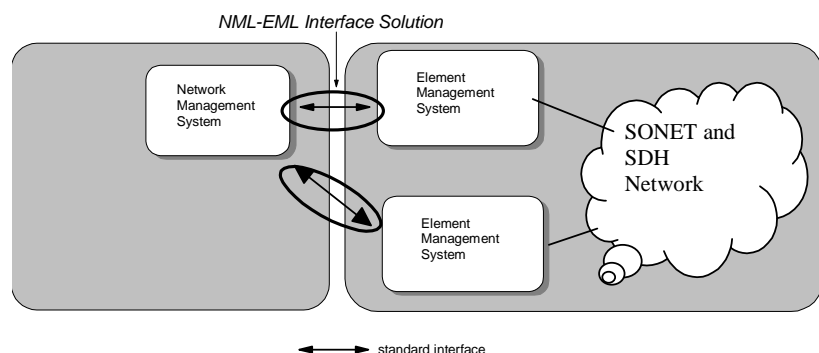 NML-EML Interface Solution
Network
Management
System
Element
Management
System
SONET and
SDH
Network
Element
Management
System
standard interface